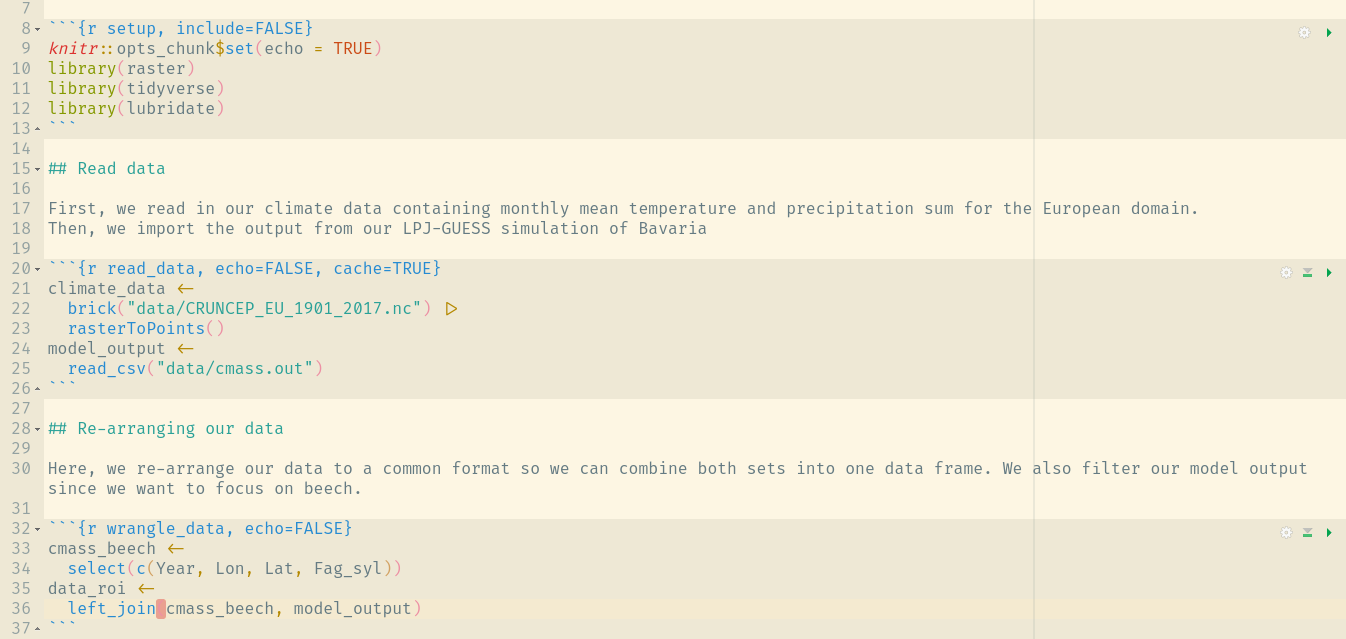 7
8 ```{r setup, include=FALSE}
9 knitr::opts_chunk$set(echo = TRUE)
10 library(raster)
11 library(tidyverse)
12 library(lubridate)
13 ```
14
15 ## Read data
16
17 First, we read in our climate data containing monthly mean temperature and precipitation sum for the European domain.
18 Then, we import the output from our LPJ-GUESS simulation of Bavaria
19
20 ```{r read_data, echo=FALSE, cache=TRUE}
21 climate_data <-
22   brick("data/CRUNCEP_EU_1901_2017.nc") |>
23   rasterToPoints()
24 model_output <-
25   read_csv("data/cmass.out")
26 ```
27
28 ## Re-arranging our data
29
30 Here, we re-arrange our data to a common format so we can combine both sets into one data frame. We also filter our model output
since we want to focus on beech.
31
32 ```{r wrangle_data, echo=FALSE}
33 cmass_beech <-
34   select(c(Year, Lon, Lat, Fag_syl))
35 data_roi <-
36   left_join(cmass_beech, model_output)
37 ```